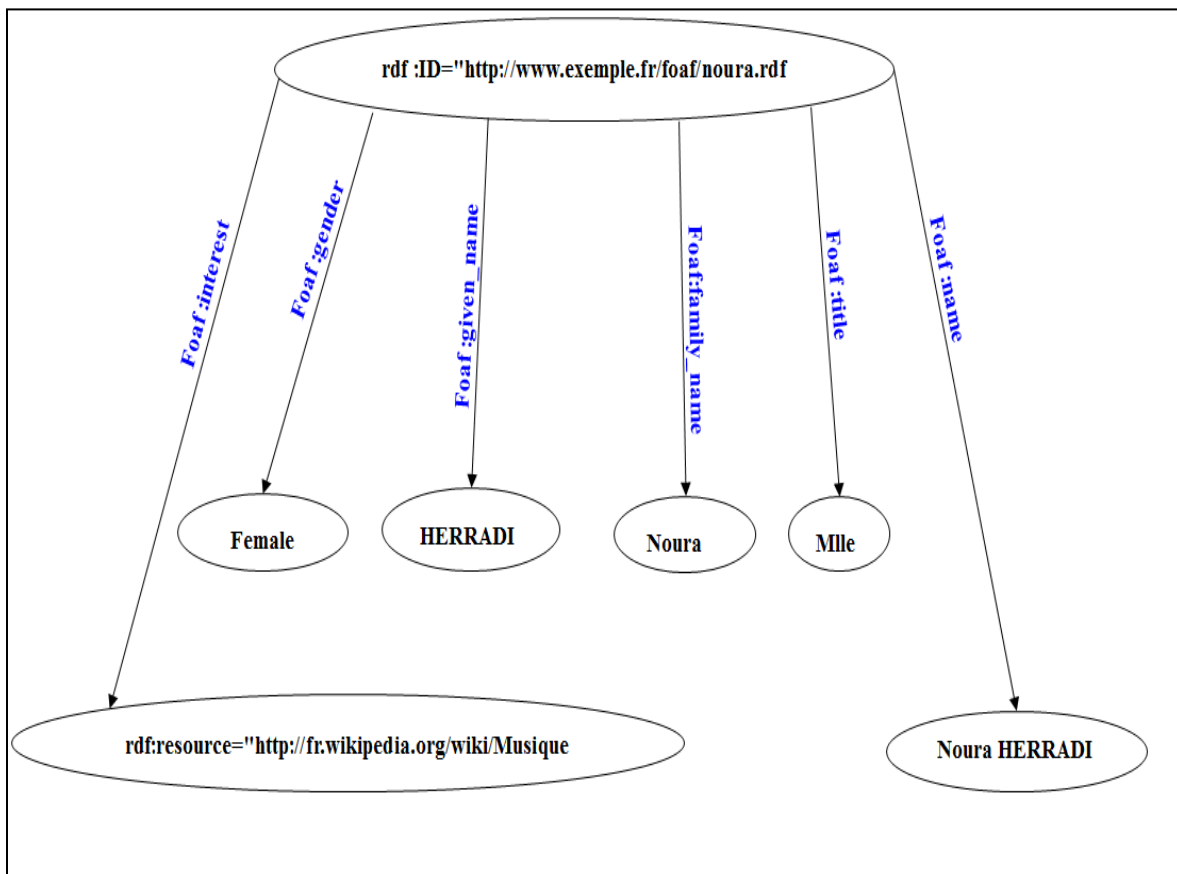 rdf :ID="http://www.exemple.fr/foaf/noura.rdf
Foaf :interest
Foaf :gender
Foaf :given_name
Foaf:family_name
Foaf :title
Foaf :name
Female
HERRADI
Noura
Mlle
rdf:resource="http://fr.wikipedia.org/wiki/Musique
Noura HERRADI